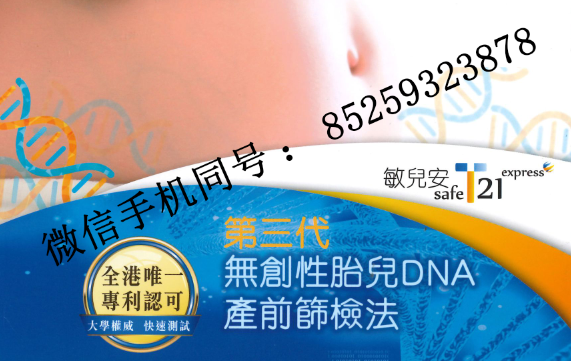 微信手机同号： 85259323878
敏兒安
safe T21 express
第三代
無創性胎兒DNA
產前篩檢法
全港唯一
專利認可
大學權威 快速測試